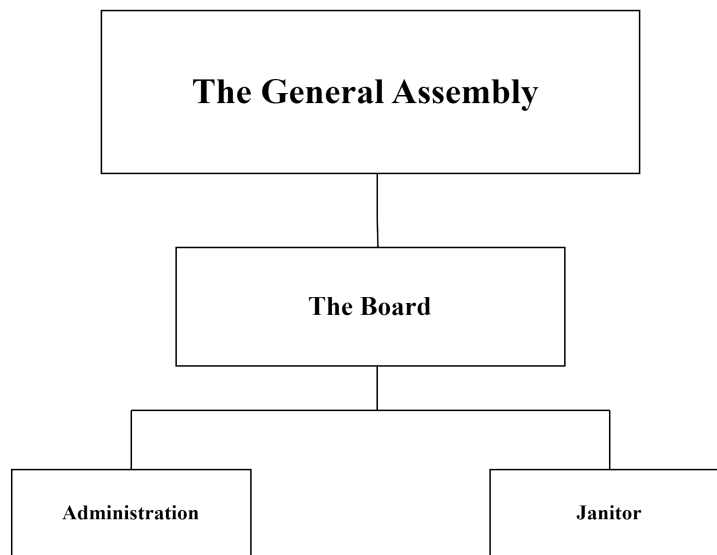 The General Assembly
The Board
Administration
Janitor